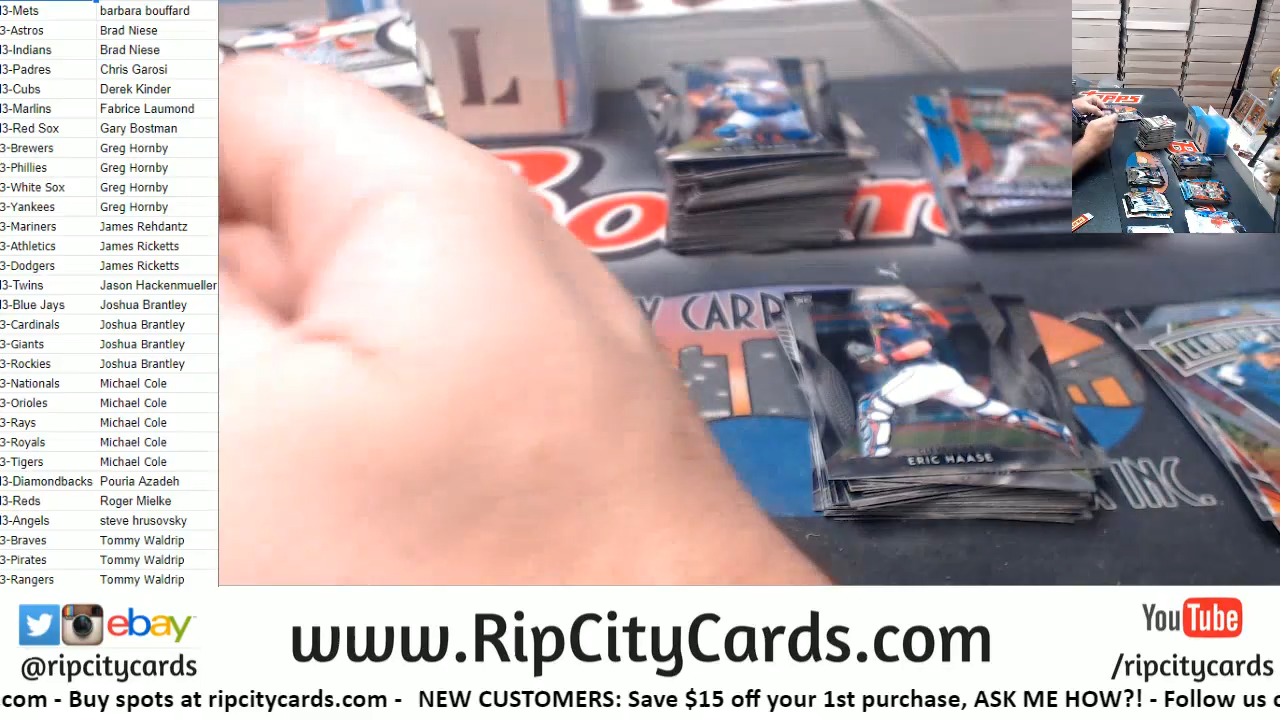 3-Mets barbara bouffard
3-Astros Brad Niese
3-Indians Brad Niese
3-Padres Chris Garosi
3-Cubs Derek Kinder
3-Marlins Fabrice Laumond
3-Red Sox Gary Bostman
3-Brewers Greg Hornby
3-Phillies Greg Hornby
3-White Sox Greg Hornby
3-Yankees Greg Hornby
3-Mariners James Rehdantz
3-Athletics James Ricketts
3-Dodgers James Ricketts
3-Twins Jason Hackenmueller
3-Blue Jays Joshua Brantley
3-Cardinals Joshua Brantley
3-Giants Joshua Brantley
3-Rockies Joshua Brantley
3-Nationals Michael Cole
3-Orioles Michael Cole
3-Rays Michael Cole
3-Royals Michael Cole
3-Tigers Michael Cole
3-Diamondbacks Pouria Azadeh
3-Reds Roger Mielke
3-Angels steve hrusovsky
3-Braves Tommy Waldrip
3-Pirates Tommy Waldrip
3-Rangers Tommy Waldrip
L
TOPPS
ERIC HAASE
INC.
ebay
@ripcitycards
www.RipCityCards.com
YouTube
/ripcitycards
.com - Buy spots at ripcitycards.com - NEW CUSTOMERS: Save $15 off your 1st purchase, ASK ME HOW?! - Follow us